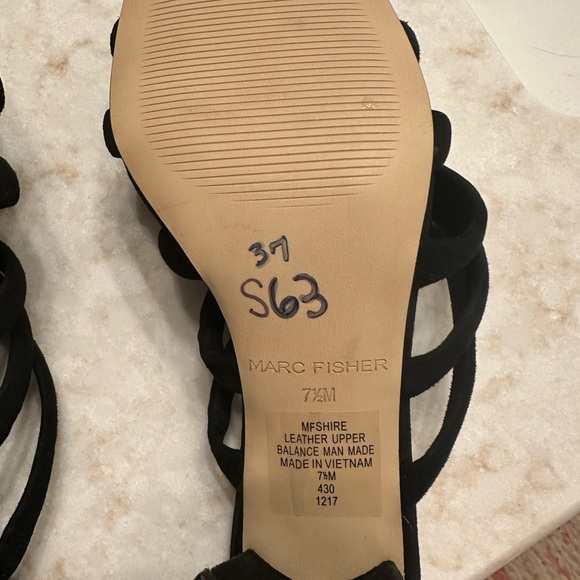 37
S63
MARC FISHER
7½M
MFSHIRE
LEATHER UPPER
BALANCE MAN MADE
MADE IN VIETNAM
7½M
430
1217